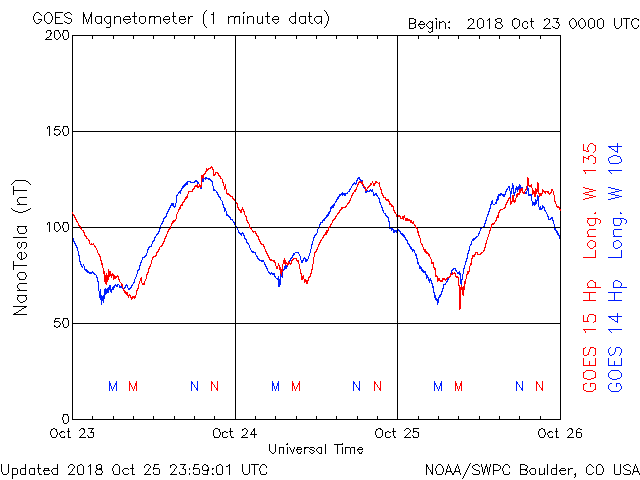 GOES Magnetometer (1 minute data)
Begin: 2018 Oct 23 0000 UTC
200
150
100
50
0
NanoTesla (nT)
M M N N M M N N M M N N
Oct 23 Oct 24 Oct 25 Oct 26
Universal Time
GOES 15 Hp Long. W 135
GOES 14 Hp Long. W 104
Updated 2018 Oct 25 23:59:01 UTC
NOAA/SWPC Boulder, CO USA